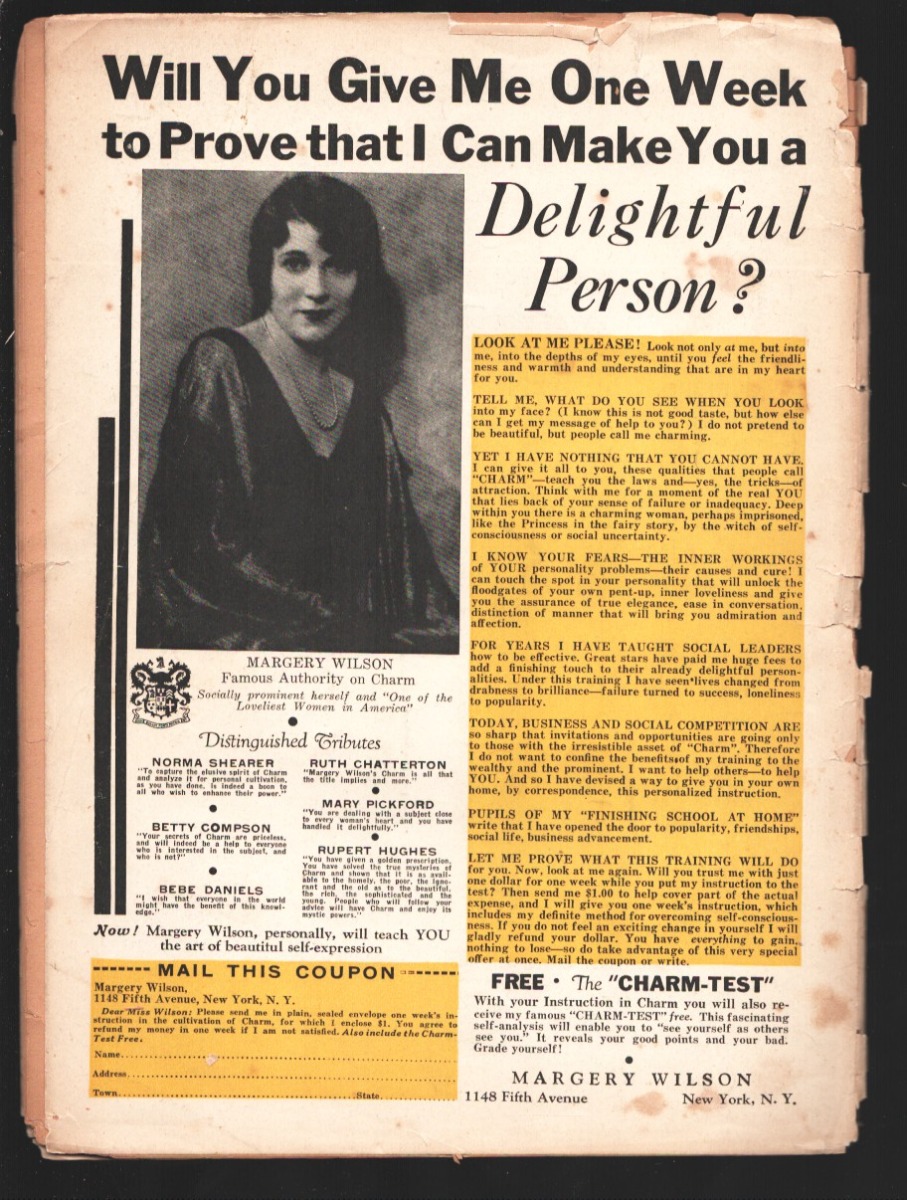 Will You Give Me One Week
to Prove that I Can Make You a
Delightful
Person?
LOOK AT ME PLEASE! Look not only at me, but into
me, into the depths of my eyes, until you feel the friendli-
ness and warmth and understanding that are in my heart
for you.
TELL ME, WHAT DO YOU SEE WHEN YOU LOOK
into my face? (I know this is not good taste, but how else
can I get my message of help to you?) I do not pretend to
be beautiful, but people call me charming.
YET I HAVE NOTHING THAT YOU CANNOT HAVE.
I can give it all to you, these qualities that people call
"CHARM"—teach you the laws and—yes, the tricks—of
attraction. Think with me for a moment of the real YOU
that lies back of your sense of failure or inadequacy. Deep
within you there is a charming woman, perhaps imprisoned,
like the Princess in the fairy story, by the witch of self-
consciousness or social uncertainty.
I KNOW YOUR FEARS—THE INNER WORKINGS
of YOUR personality problems—their causes and cure! I
can touch the spot in your personality that will unlock the
floodgates of your own pent-up, inner loveliness and give
you the assurance of true elegance, ease in conversation,
distinction of manner that will bring you admiration and
affection.
FOR YEARS I HAVE TAUGHT SOCIAL LEADERS
how to be effective. Great stars have paid me huge fees to
add a finishing touch to their already delightful person-
alities. Under this training I have seen lives changed from
drabness to brilliance—failure turned to success, loneliness
to popularity.
TODAY, BUSINESS AND SOCIAL COMPETITION ARE
so sharp that invitations and opportunities are going only
to those with the irresistible asset of "Charm". Therefore
I do not want to confine the benefits of my training to the
wealthy and the prominent. I want to help others—to help
YOU. And so I have devised a way to give you in your own
home, by correspondence, this personalized instruction.
PUPILS OF MY "FINISHING SCHOOL AT HOME"
write that I have opened the door to popularity, friendships,
social life, business advancement.
LET ME PROVE WHAT THIS TRAINING WILL DO
for you. Now, look at me again. Will you trust me with just
one dollar for one week while you put my instruction to the
test? Then send me $1.00 to help cover part of the actual
expense, and I will give you one week's instruction, which
includes my definite method for overcoming self-conscious-
ness. If you do not feel an exciting change in yourself I will
gladly refund your dollar. You have everything to gain,
nothing to lose—so do take advantage of this very special
offer at once. Mail the coupon or write.
MARGERY WILSON
Famous Authority on Charm
Socially prominent herself and "One of the
Loveliest Women in America"
Distinguished Tributes
NORMA SHEARER
"To capture the elusive spirit of Charm
and analyze it for personal cultivation,
as you have done, is indeed a boon to
all who wish to enhance their power."
BETTY COMPSON
"Your secrets of Charm are priceless,
and will indeed be a help to everyone
who is interested in the subject, and
who is not?"
BEBE DANIELS
"I wish that everyone in the world
might have the benefit of this knowl-
edge."
RUTH CHATTERTON
"Margery Wilson's Charm is all that
the title implies and more."
MARY PICKFORD
"You are dealing with a subject close
to every woman's heart and you have
handled it delightfully."
RUPERT HUGHES
"You have given a golden prescription.
You have solved the true mysteries of
Charm and shown that it is as avail-
able to the homely, the poor, the igno-
rant and the old as to the beautiful,
the rich, the sophisticated and the
young. People who will follow your
advice will have Charm and enjoy its
mystic powers."
Now! Margery Wilson, personally, will teach YOU
the art of beautiful self-expression
MAIL THIS COUPON
Margery Wilson,
1148 Fifth Avenue, New York, N. Y.
Dear Miss Wilson: Please send me in plain, sealed envelope one week's in-
struction in the cultivation of Charm, for which I enclose $1. You agree to
refund my money in one week if I am not satisfied. Also include the Charm-
Test Free.
Name
Address
Town State
FREE • The "CHARM-TEST"
With your Instruction in Charm you will also re-
ceive my famous "CHARM-TEST" free. This fascinating
self-analysis will enable you to "see yourself as others
see you." It reveals your good points and your bad.
Grade yourself!
MARGERY WILSON
1148 Fifth Avenue New York, N. Y.